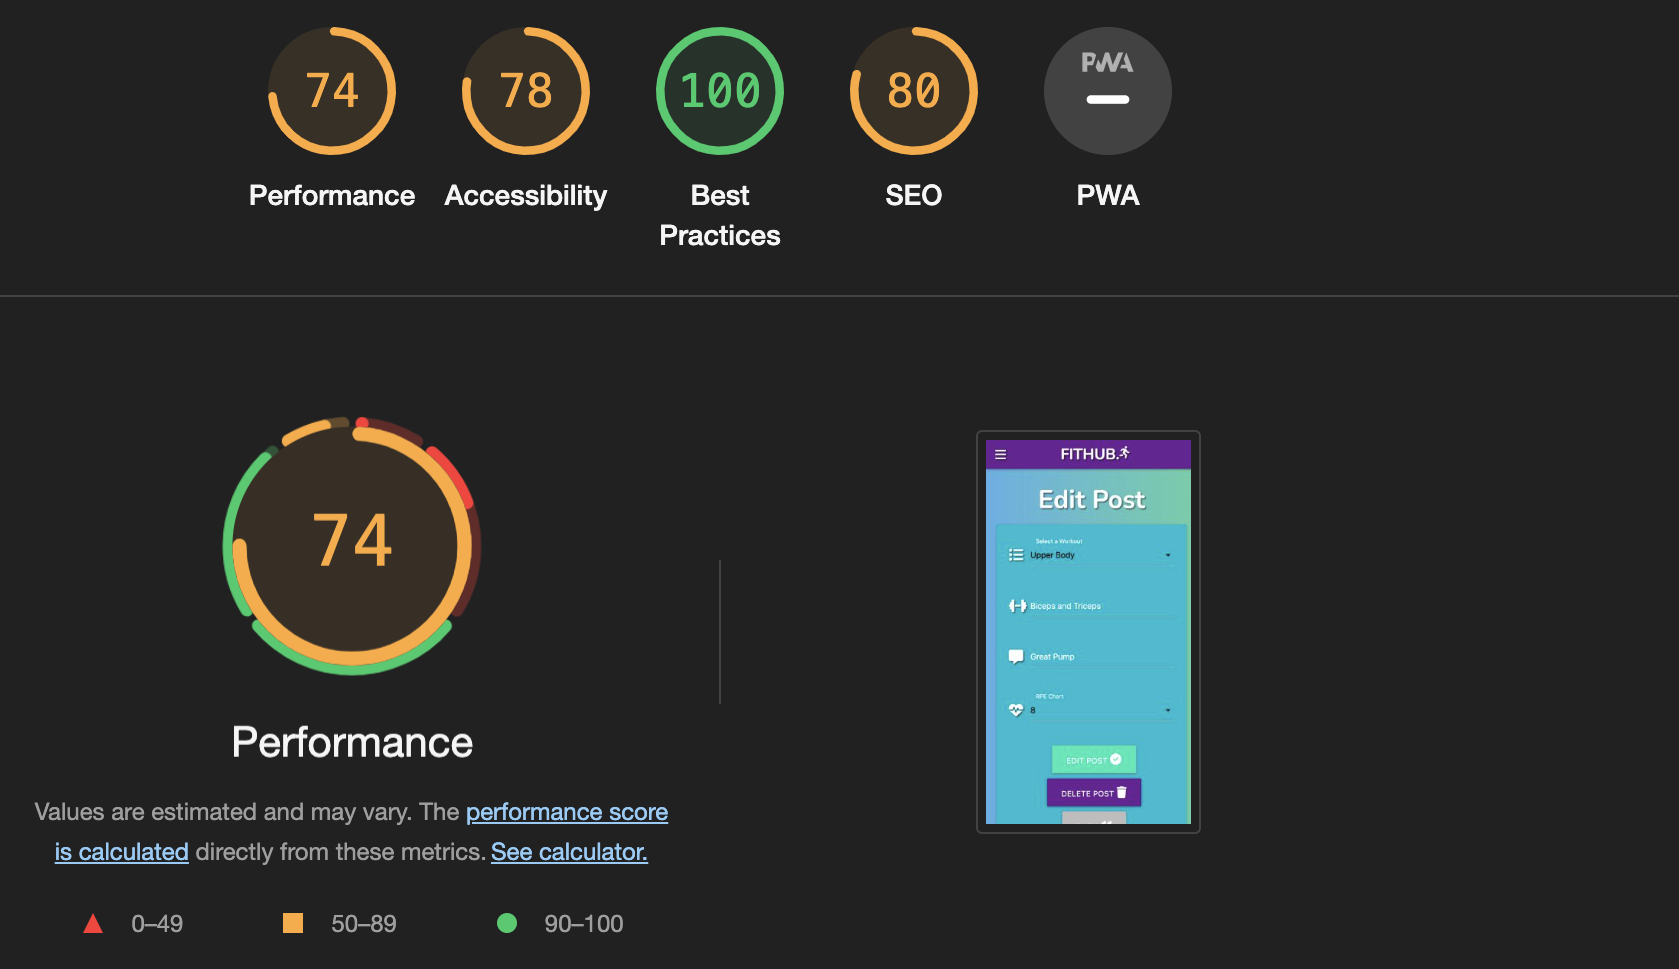 74
78
100
80
PWA
Performance
Accessibility
Best
Practices
SEO
PWA
74
Performance
Values are estimated and may vary. The performance score
is calculated directly from these metrics. See calculator.
0–49
50–89
90–100
FITHUB.
Edit Post
Select a Workout
Upper Body
Biceps and Triceps
Great Pump
RPE Chart
8
EDIT POST
DELETE POST